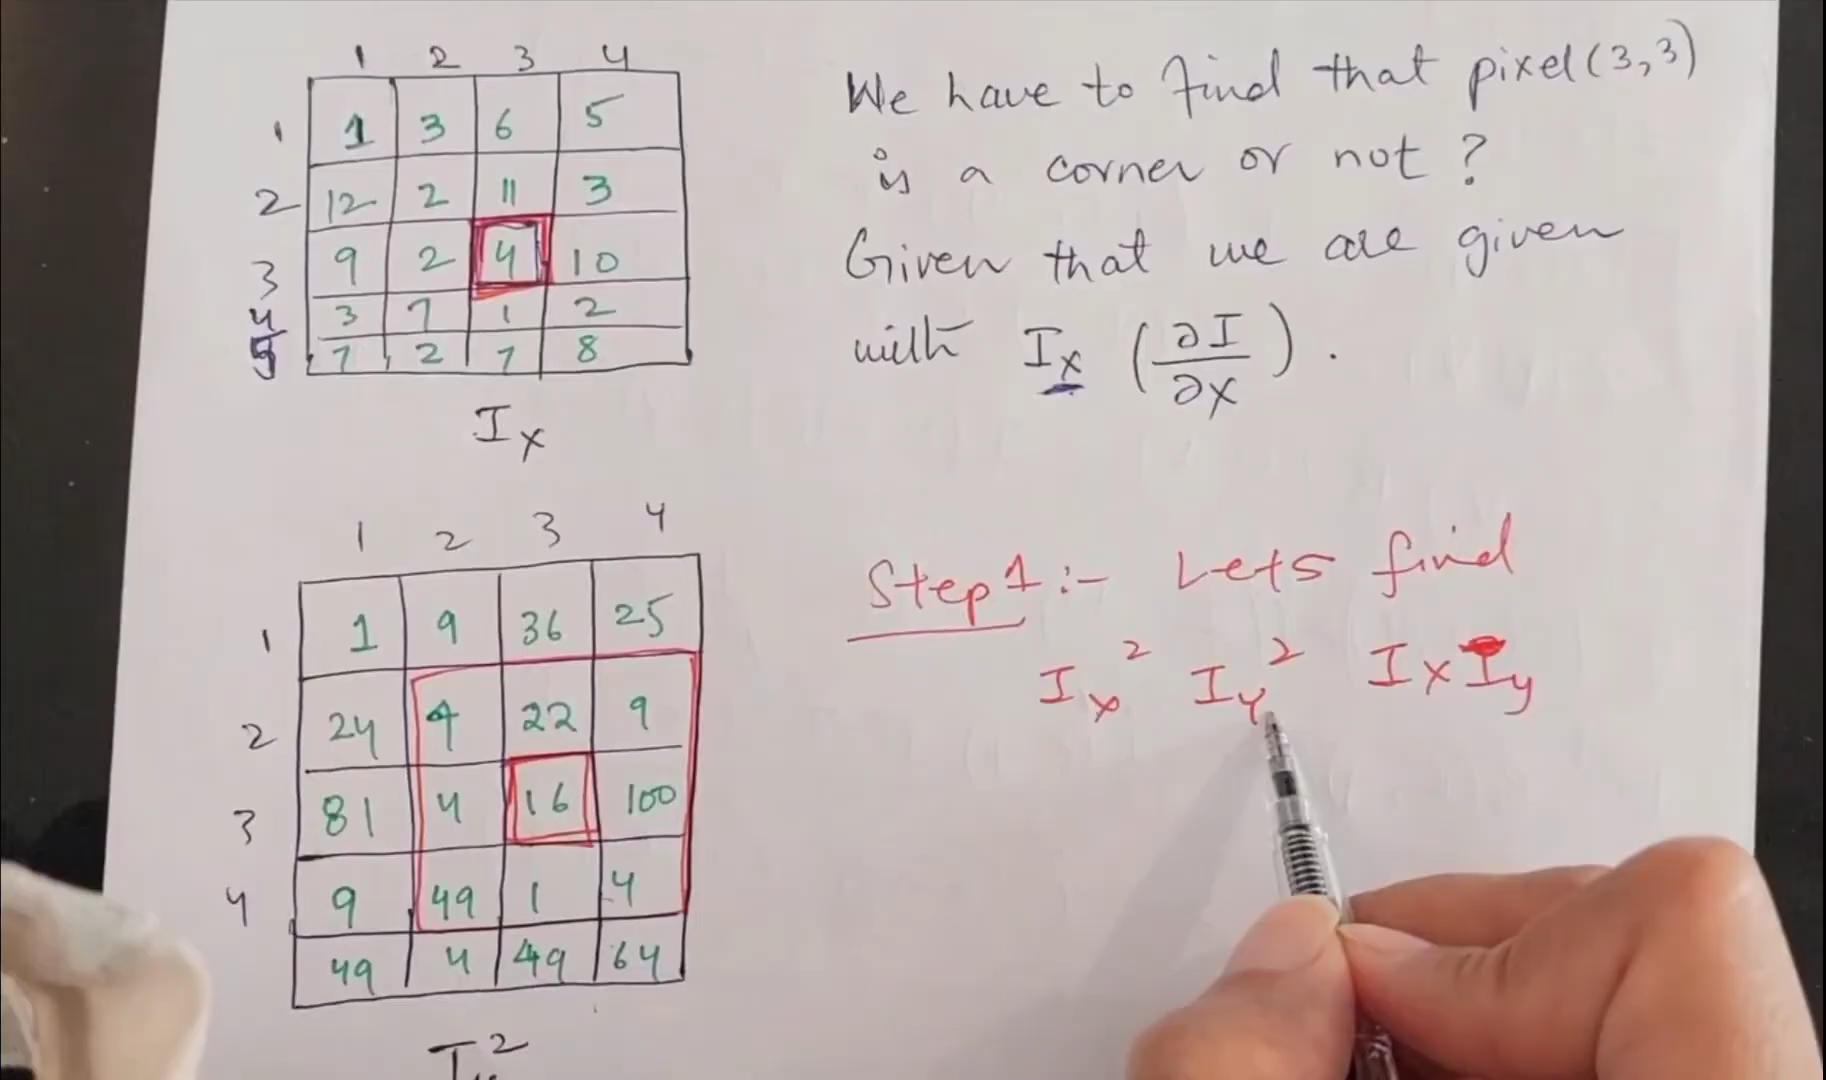 1 2 3 4
1 1 3 6 5
2 12 2 11 3
3 9 2 4 10
4 3 7 1 2
5 7 2 7 8
Ix
We have to find that pixel(3,3)
is a corner or not ?
Given that we are given
with Ix (∂I/∂x) .
1 2 3 4
1 1 9 36 25
2 24 4 22 9
3 81 4 16 100
4 9 49 1 4
49 4 49 64
Step1:- Lets find
Ix² Iy² IxIy